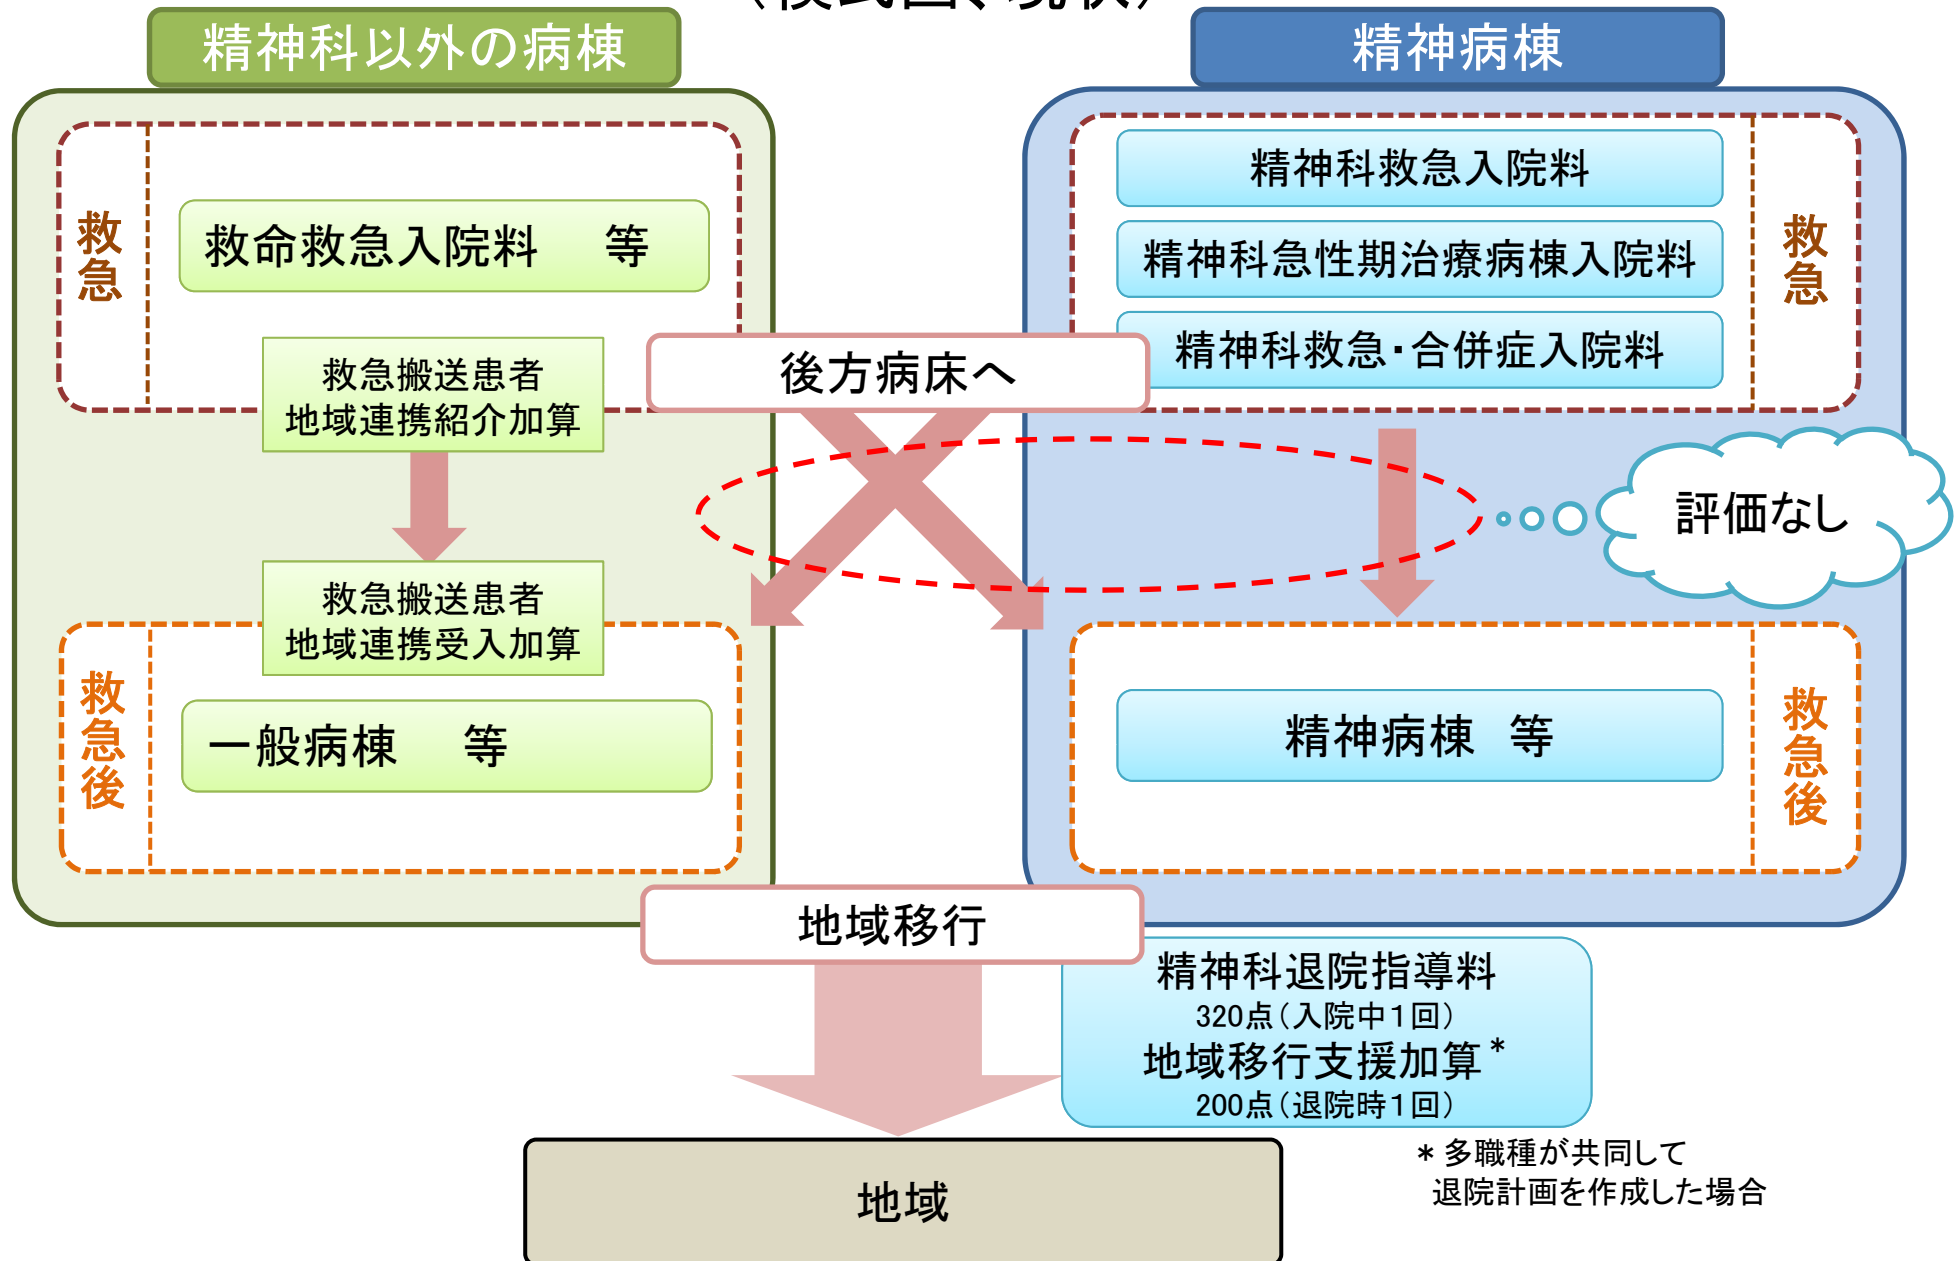 精神科以外の病棟
精神病棟
救急
救命救急入院料 等
救急搬送患者
地域連携紹介加算
精神科救急入院料
精神科急性期治療病棟入院料
精神科救急・合併症入院料
救急
後方病床へ
評価なし
救急搬送患者
地域連携受入加算
救急後
一般病棟 等
精神病棟 等
救急後
地域移行
精神科退院指導料
320点（入院中１回）
地域移行支援加算*
200点（退院時１回）
* 多職種が共同して
退院計画を作成した場合
地域